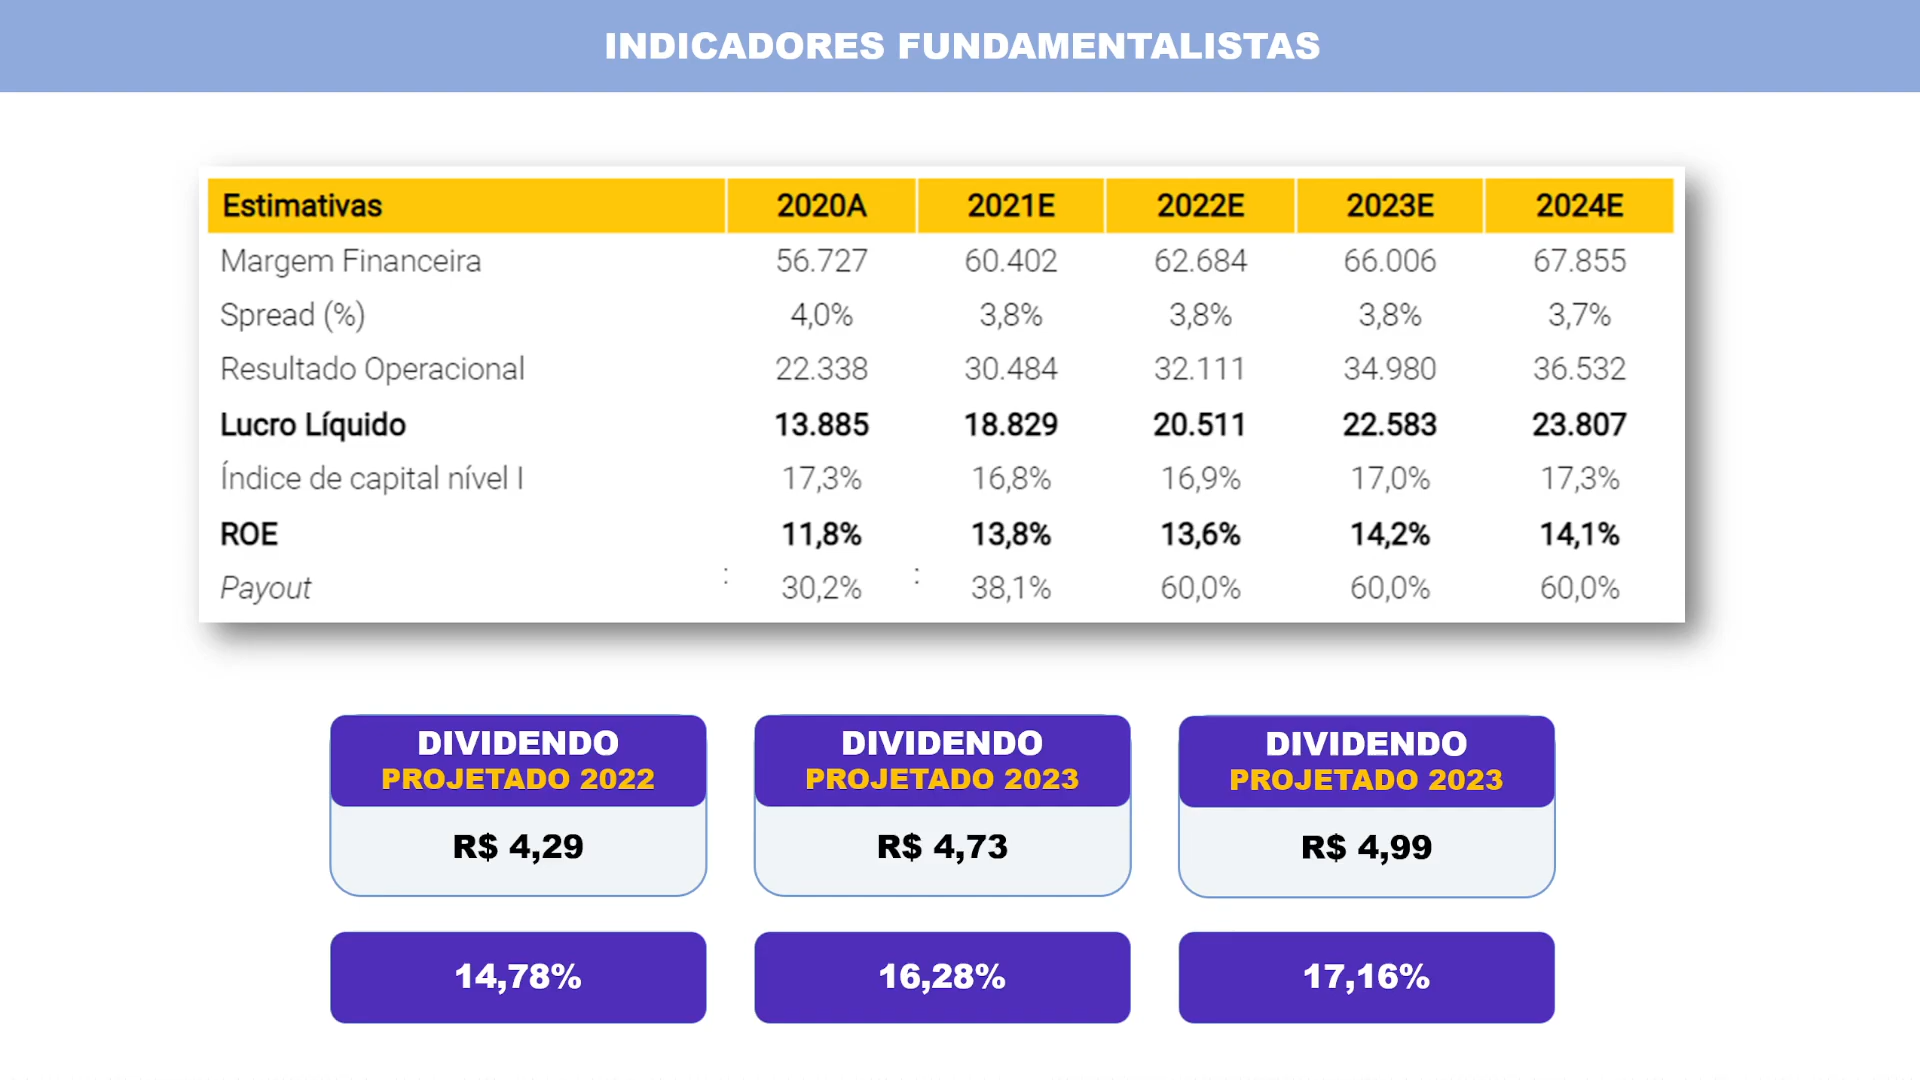 INDICADORES FUNDAMENTALISTAS
Estimativas 2020A 2021E 2022E 2023E 2024E
Margem Financeira 56.727 60.402 62.684 66.006 67.855
Spread (%) 4,0% 3,8% 3,8% 3,8% 3,7%
Resultado Operacional 22.338 30.484 32.111 34.980 36.532
Lucro Líquido 13.885 18.829 20.511 22.583 23.807
Índice de capital nível I 17,3% 16,8% 16,9% 17,0% 17,3%
ROE 11,8% 13,8% 13,6% 14,2% 14,1%
Payout : 30,2% : 38,1% 60,0% 60,0% 60,0%
DIVIDENDO
PROJETADO 2022
R$ 4,29
14,78%
DIVIDENDO
PROJETADO 2023
R$ 4,73
16,28%
DIVIDENDO
PROJETADO 2023
R$ 4,99
17,16%